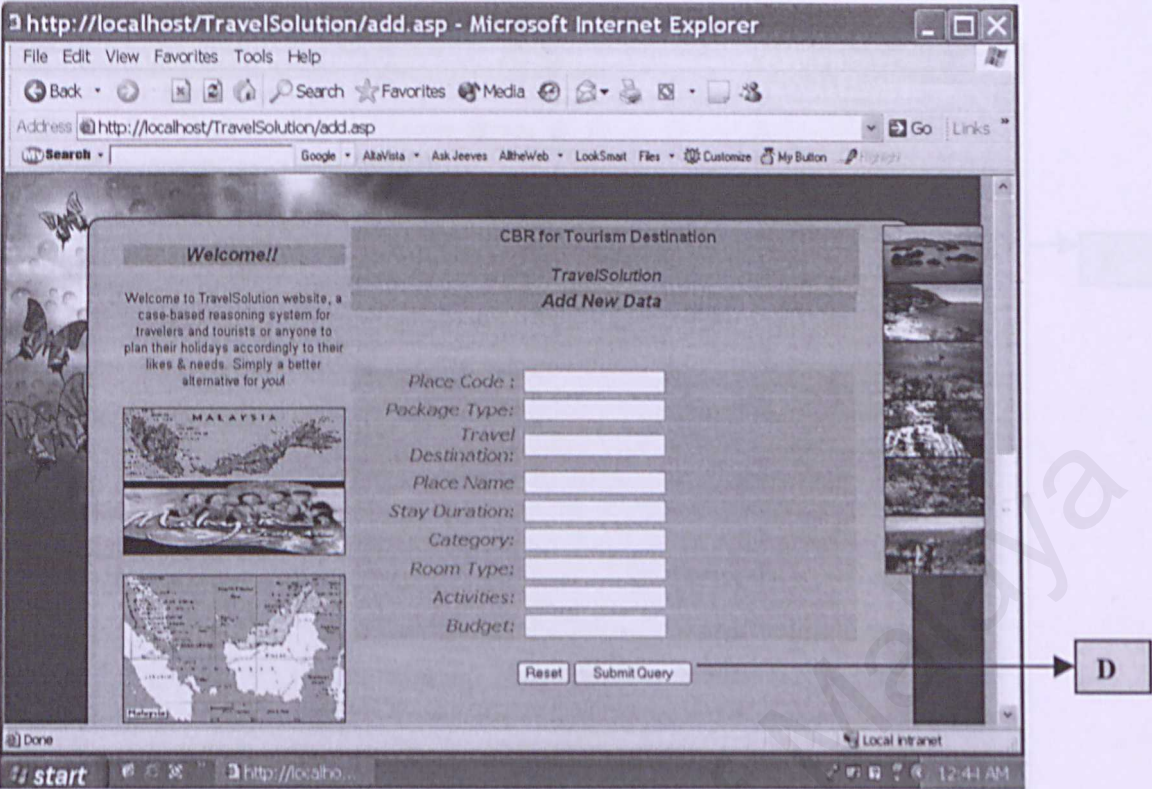 http://localhost/TravelSolution/add.asp - Microsoft Internet Explorer
File Edit View Favorites Tools Help
Back Search Favorites Media
Address http://localhost/TravelSolution/add.asp Go Links »
Search Google AltaVista Ask Jeeves AlltheWeb LookSmart Files Customize My Button Highlight
Welcome!!
Welcome to TravelSolution website, a
case-based reasoning system for
travelers and tourists or anyone to
plan their holidays accordingly to their
likes & needs. Simply a better
alternative for you!
MALAYSIA
Malaysia
CBR for Tourism Destination
TravelSolution
Add New Data
Place Code :
Package Type:
Travel
Destination:
Place Name
Stay Duration:
Category:
Room Type:
Activities:
Budget:
Reset Submit Query
D
Done Local intranet
start http://localho... 12:44 AM
Malaya